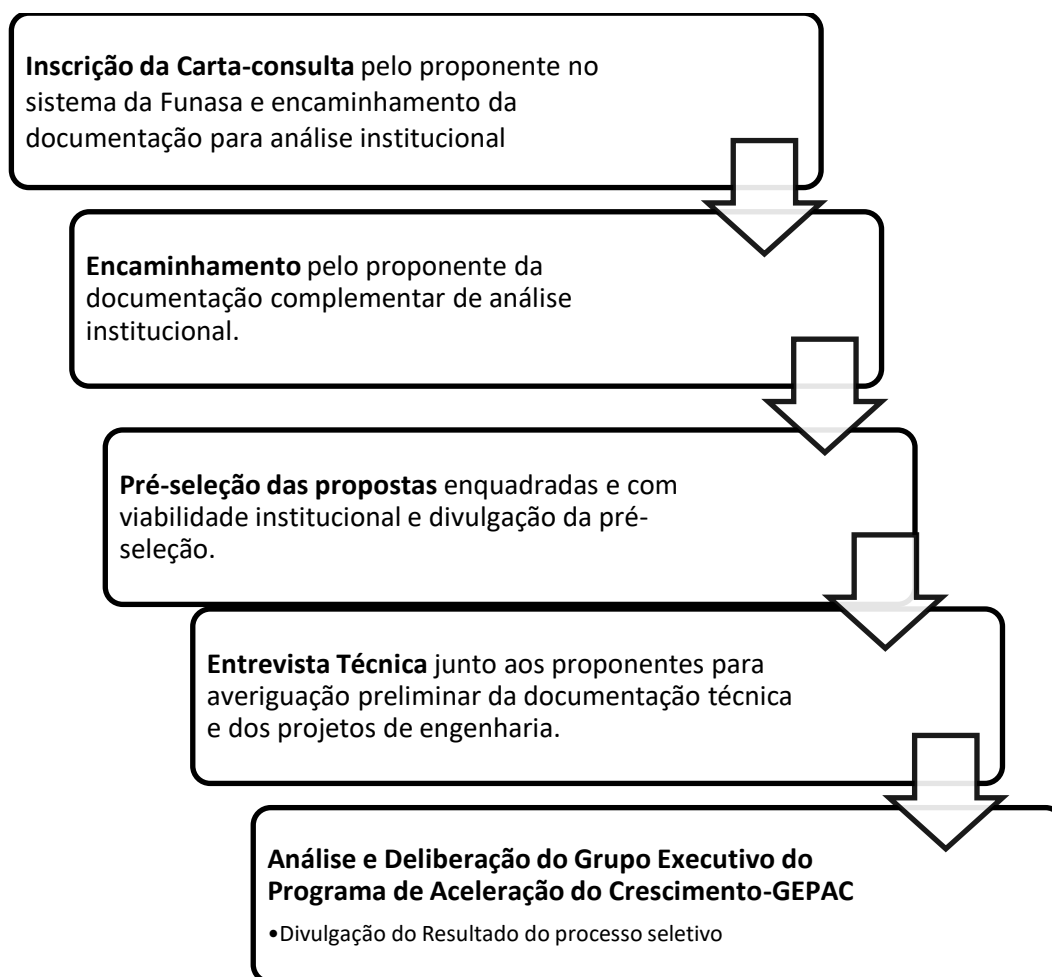 Inscrição da Carta-consulta pelo proponente no
sistema da Funasa e encaminhamento da
documentação para análise institucional
Encaminhamento pelo proponente da
documentação complementar de análise
institucional.
Pré-seleção das propostas enquadradas e com
viabilidade institucional e divulgação da pré-
seleção.
Entrevista Técnica junto aos proponentes para
averiguação preliminar da documentação técnica
e dos projetos de engenharia.
Análise e Deliberação do Grupo Executivo do
Programa de Aceleração do Crescimento-GEPAC
•Divulgação do Resultado do processo seletivo